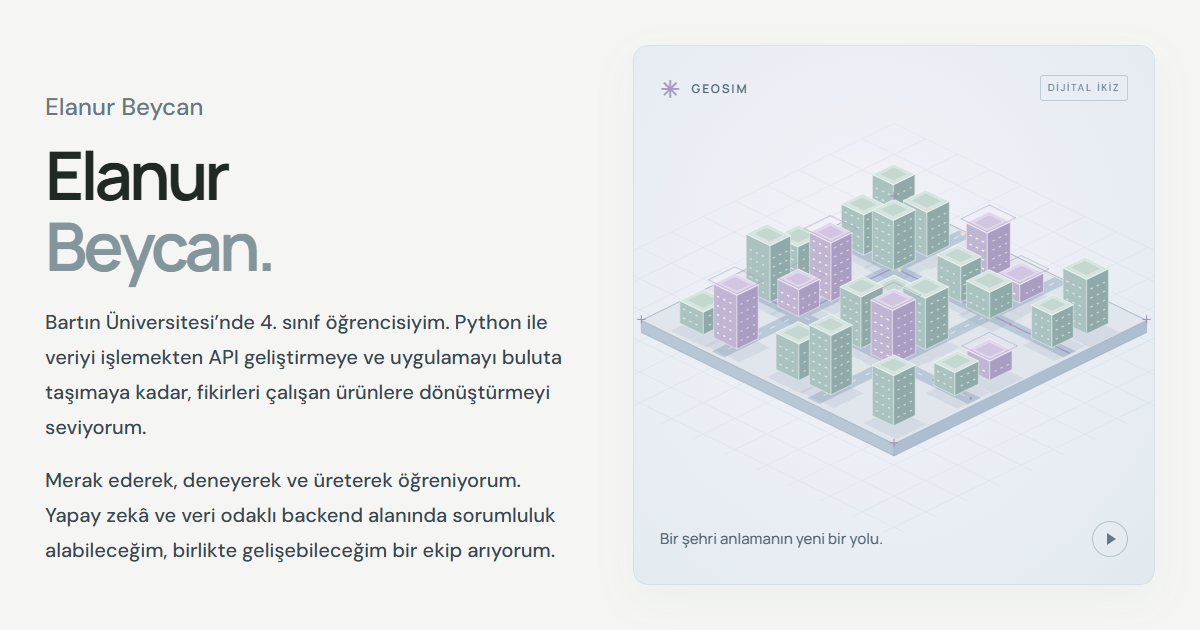 Elanur Beycan
Elanur
Beycan.
Bartın Üniversitesi’nde 4. sınıf öğrencisiyim. Python ile
veriyi işlemekten API geliştirmeye ve uygulamayı buluta
taşımaya kadar, fikirleri çalışan ürünlere dönüştürmeyi
seviyorum.
Merak ederek, deneyerek ve üreterek öğreniyorum.
Yapay zekâ ve veri odaklı backend alanında sorumluluk
alabileceğim, birlikte gelişebileceğim bir ekip arıyorum.
GEOSIM
DİJİTAL İKİZ
Bir şehri anlamanın yeni bir yolu.